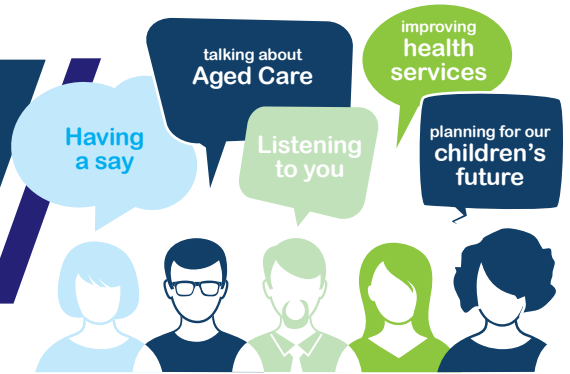 Having
a say
talking about
Aged Care
Listening
to you
improving
health
services
planning for our
children's
future